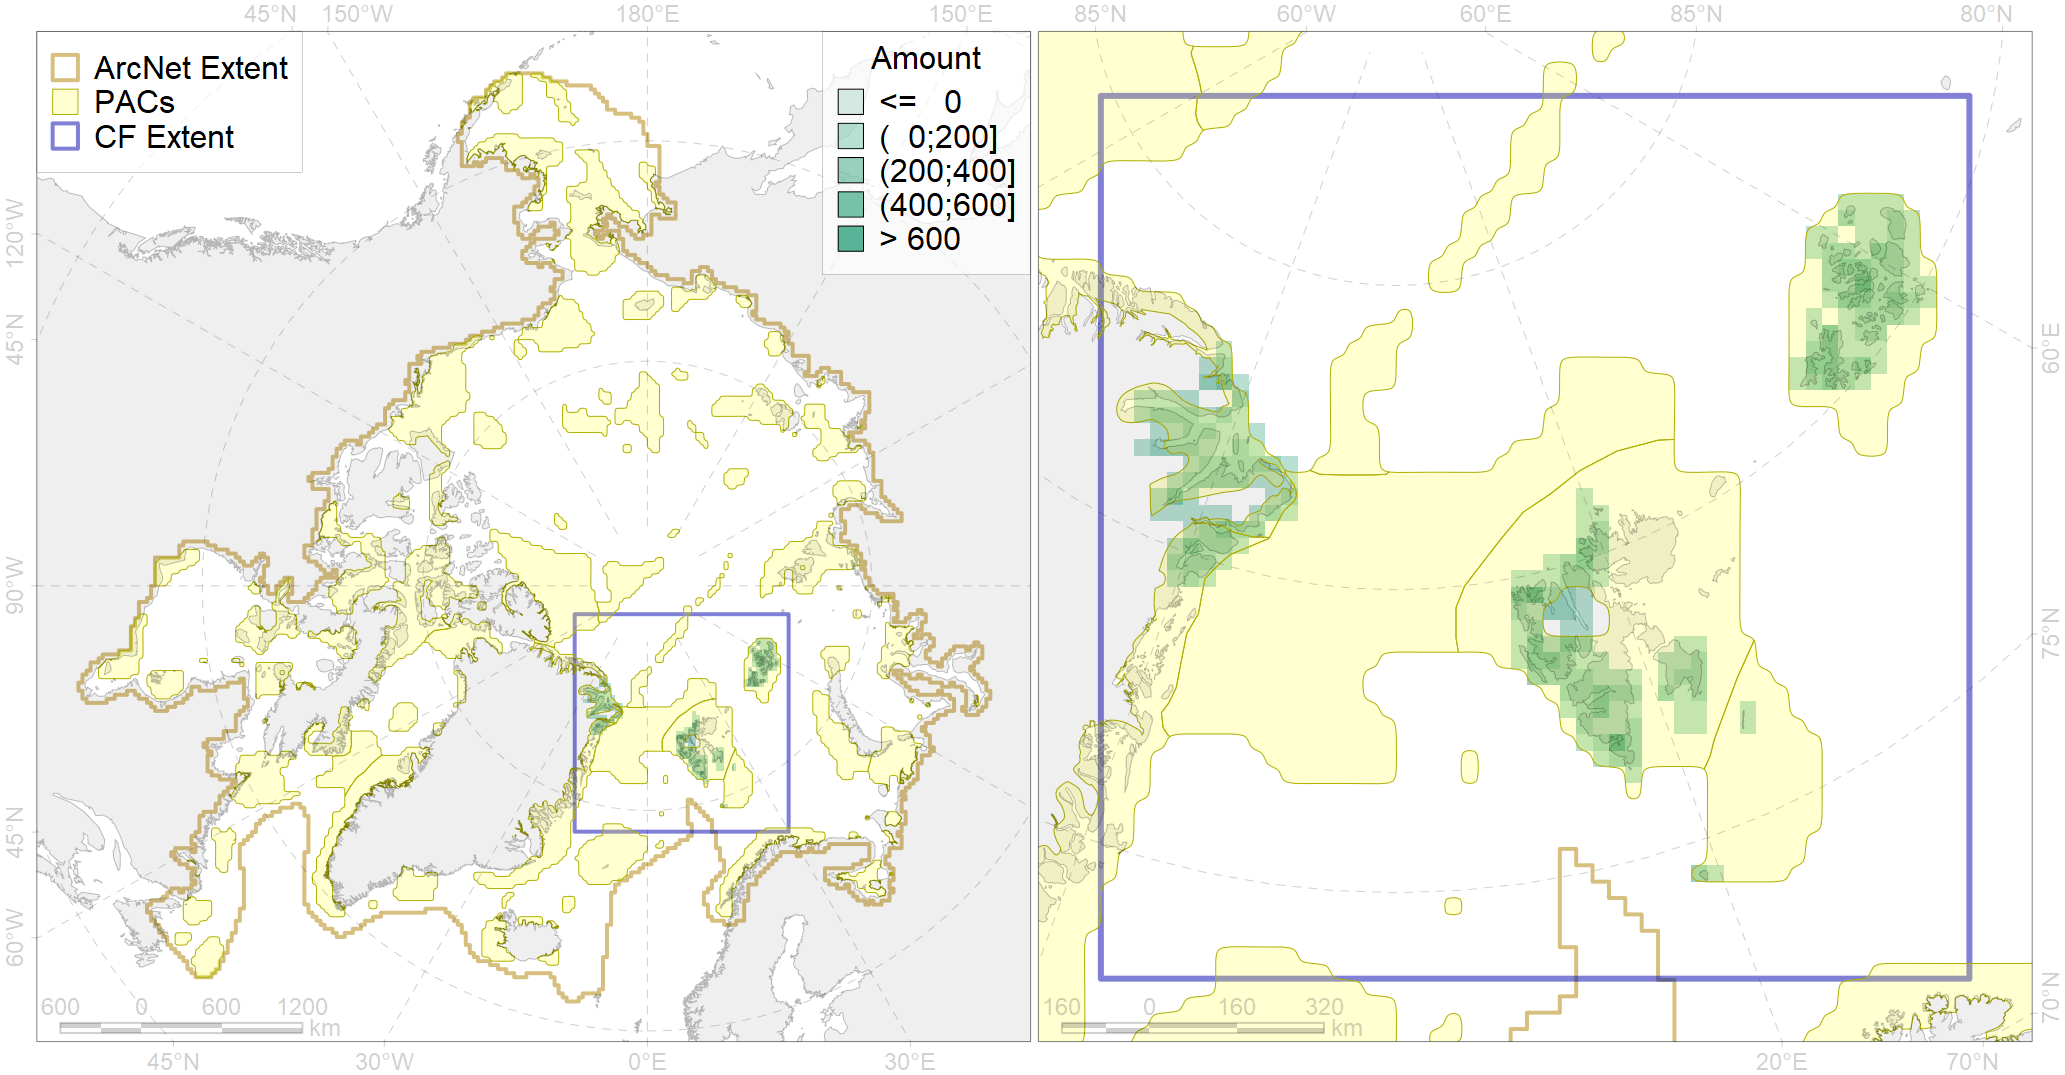 45°N 150°W 180°E 150°E 85°N 60°W 60°E 85°N 80°N
ArcNet Extent
PACs
CF Extent
Amount
<= 0
( 0;200]
(200;400]
(400;600]
> 600
120°W
45°N
90°W
45°N
60°W
60°E
75°N
70°N
600 0 600 1200
km
160 0 160 320
km
45°N 30°W 0°E 30°E 20°E 70°N